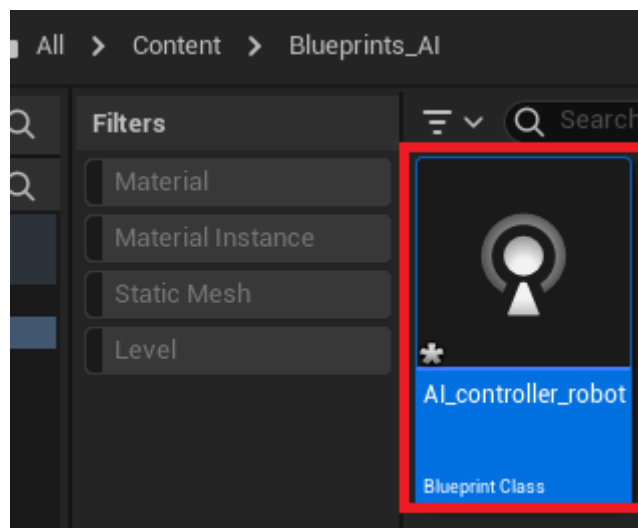 All > Content > Blueprints_AI
Filters
Search
Material
Material Instance
Static Mesh
Level
AI_controller_robot
Blueprint Class